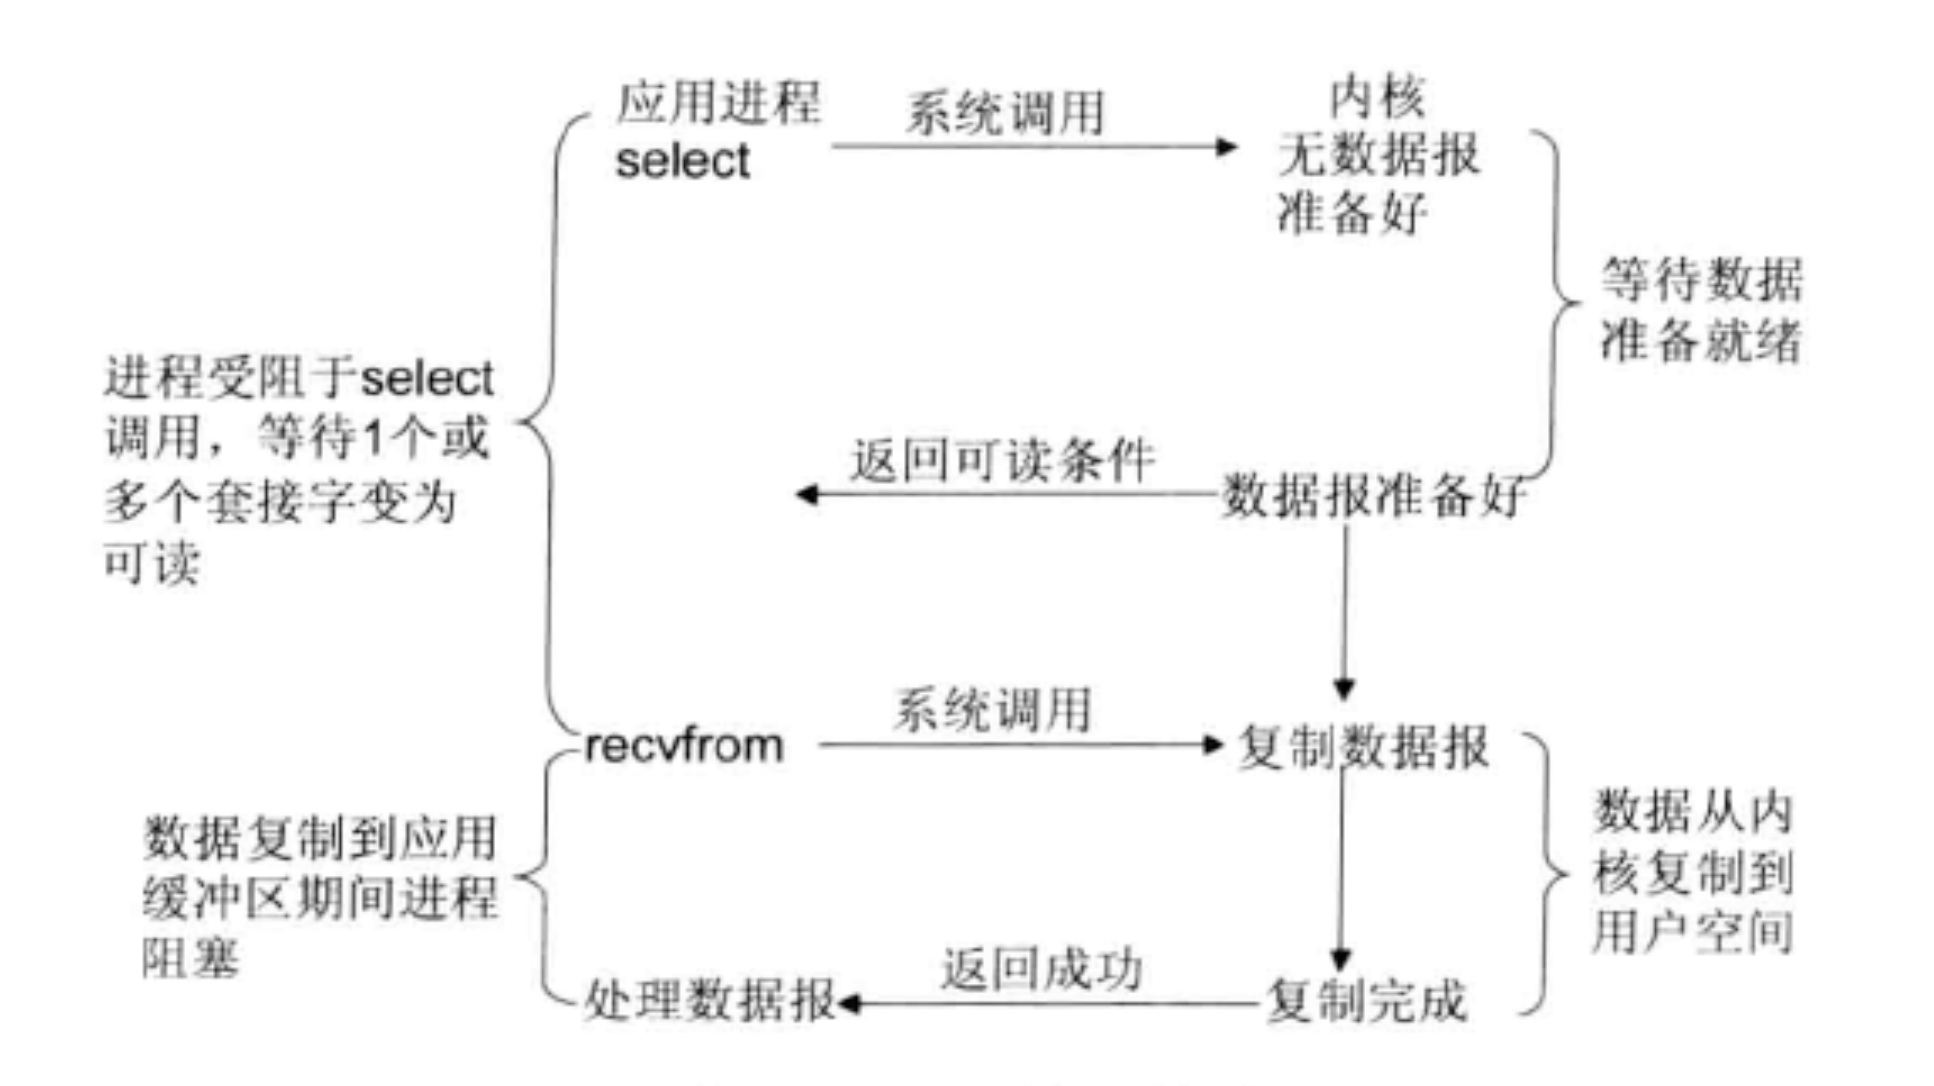 应用进程
系统调用
内核
select
无数据报
准备好
等待数据
准备就绪
进程受阻于select
调用，等待1个或
多个套接字变为
可读
返回可读条件
数据报准备好
系统调用
recvfrom
复制数据报
数据复制到应用
缓冲区期间进程
阻塞
数据从内
核复制到
用户空间
返回成功
处理数据报
复制完成